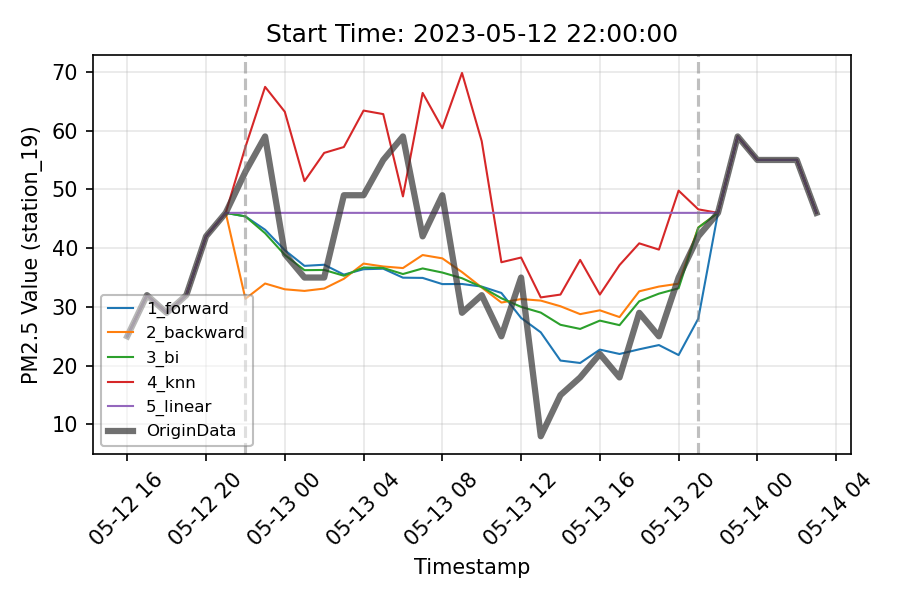 Start Time: 2023-05-12 22:00:00
PM2.5 Value (station_19)
70
60
50
40
30
20
10
1_forward
2_backward
3_bi
4_knn
5_linear
OriginData
05-12 16
05-12 20
05-13 00
05-13 04
05-13 08
05-13 12
05-13 16
05-13 20
05-14 00
05-14 04
Timestamp